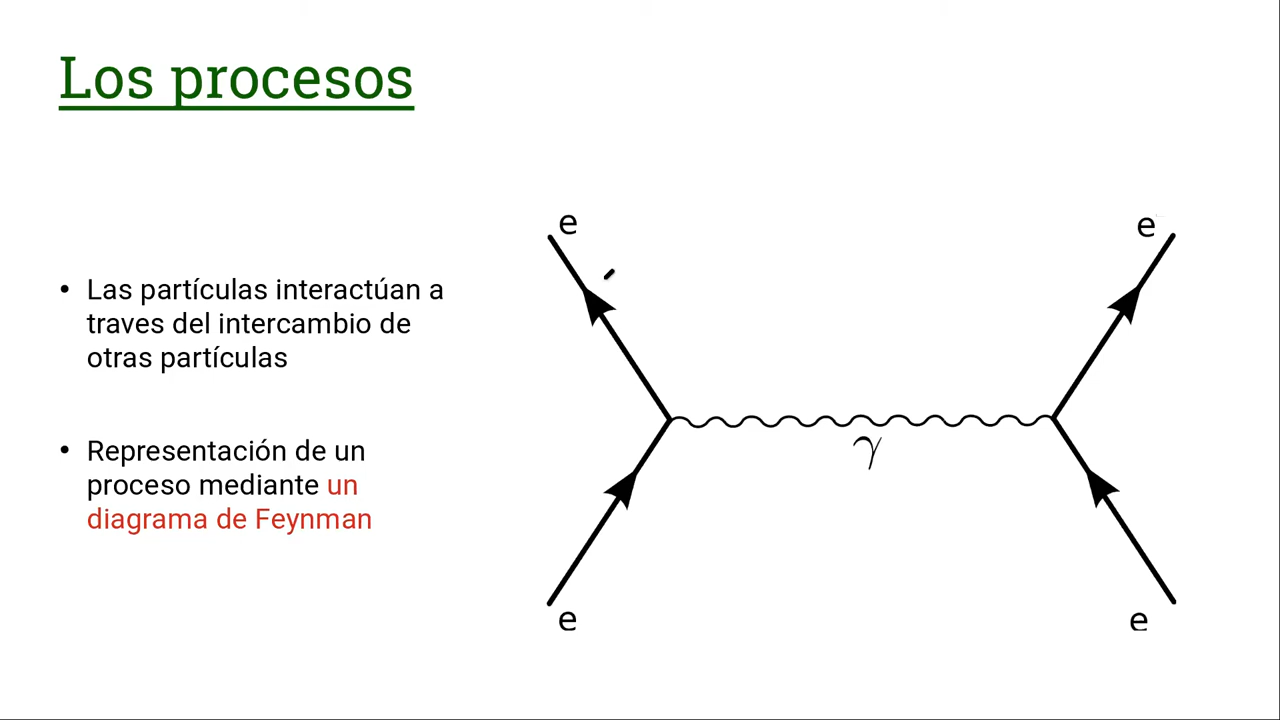 Los procesos
• Las partículas interactúan a
traves del intercambio de
otras partículas
• Representación de un
proceso mediante un
diagrama de Feynman
e
e
γ
e
e